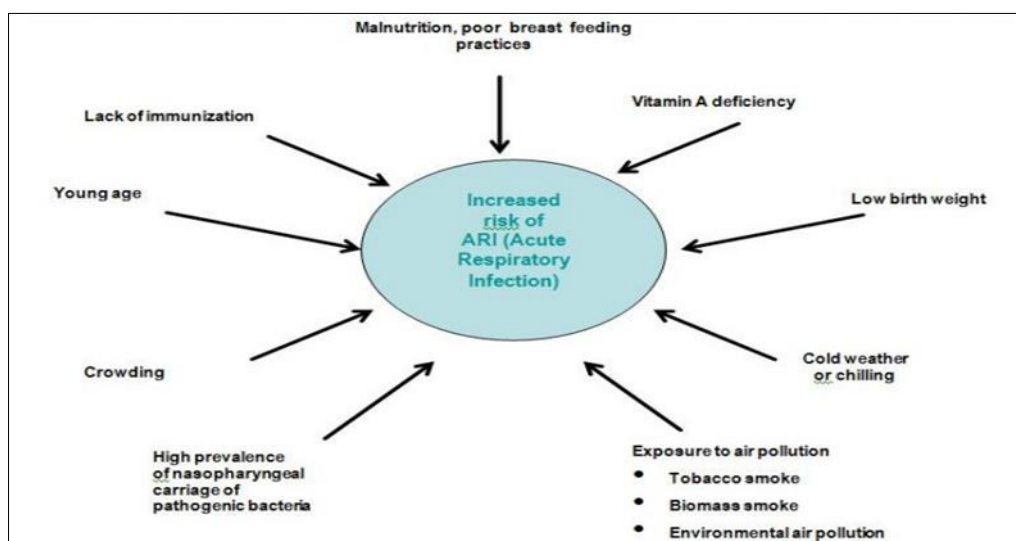 Malnutrition, poor breast feeding
practices
Vitamin A deficiency
Lack of immunization
Young age
Low birth weight
Increased
risk of
ARI (Acute
Respiratory
Infection)
Crowding
Cold weather
or chilling
High prevalence
of nasopharyngeal
carriage of
pathogenic bacteria
Exposure to air pollution
• Tobacco smoke
• Biomass smoke
• Environmental air pollution